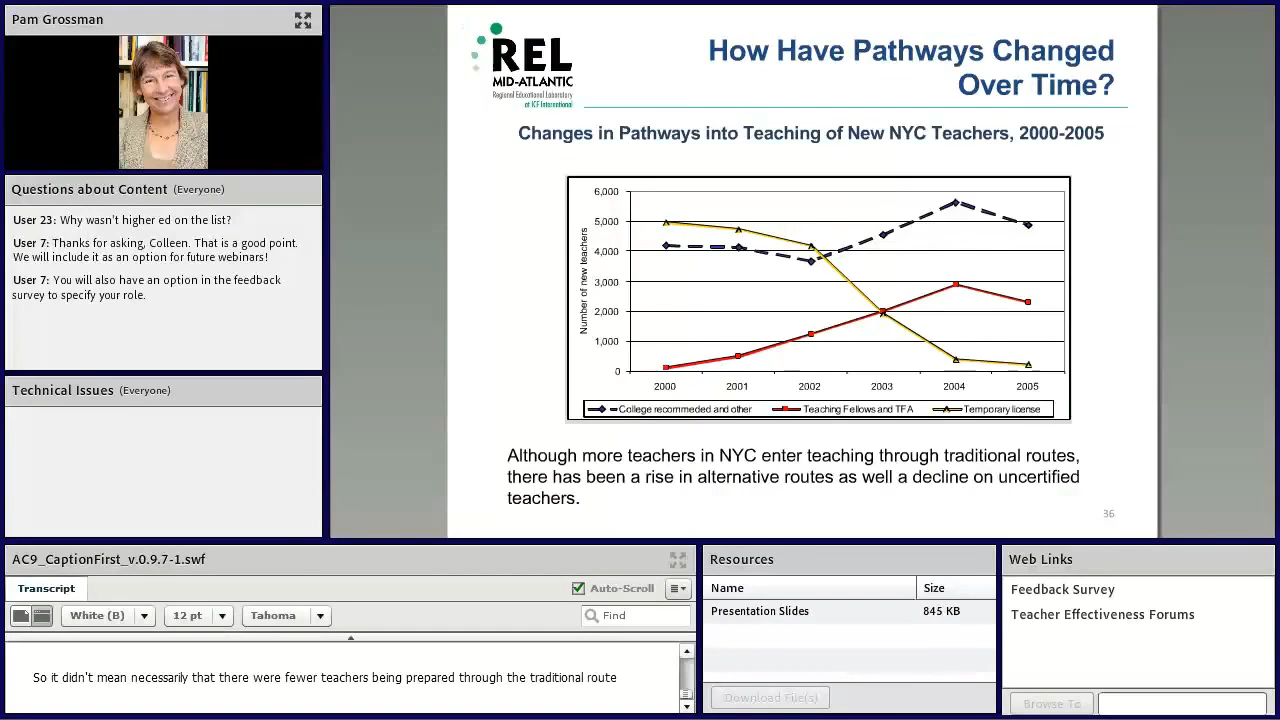 Pam Grossman
Questions about Content (Everyone)
User 23: Why wasn't higher ed on the list?
User 7: Thanks for asking, Colleen. That is a good point.
We will include it as an option for future webinars!
User 7: You will also have an option in the feedback
survey to specify your role.
Technical Issues (Everyone)
REL
MID-ATLANTIC
Regional Educational Laboratory
at ICF International
How Have Pathways Changed
Over Time?
Changes in Pathways into Teaching of New NYC Teachers, 2000-2005
Number of new teachers
6,000
5,000
4,000
3,000
2,000
1,000
0
2000 2001 2002 2003 2004 2005
College recommeded and other Teaching Fellows and TFA Temporary license
Although more teachers in NYC enter teaching through traditional routes,
there has been a rise in alternative routes as well a decline on uncertified
teachers.
36
AC9_CaptionFirst_v.0.9.7-1.swf
Transcript Auto-Scroll
White (B) 12 pt Tahoma Find
So it didn't mean necessarily that there were fewer teachers being prepared through the traditional route
Resources
Name Size
Presentation Slides 845 KB
Download File(s)
Web Links
Feedback Survey
Teacher Effectiveness Forums
Browse To